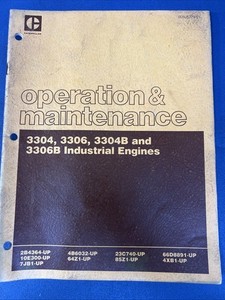 operation &
maintenance
3304, 3306, 3304B and
3306B Industrial Engines
2B4364-UP 4B6032-UP 23C740-UP 66D8891-UP
10E300-UP 64Z1-UP 85Z1-UP 4XB1-UP
7JB1-UP